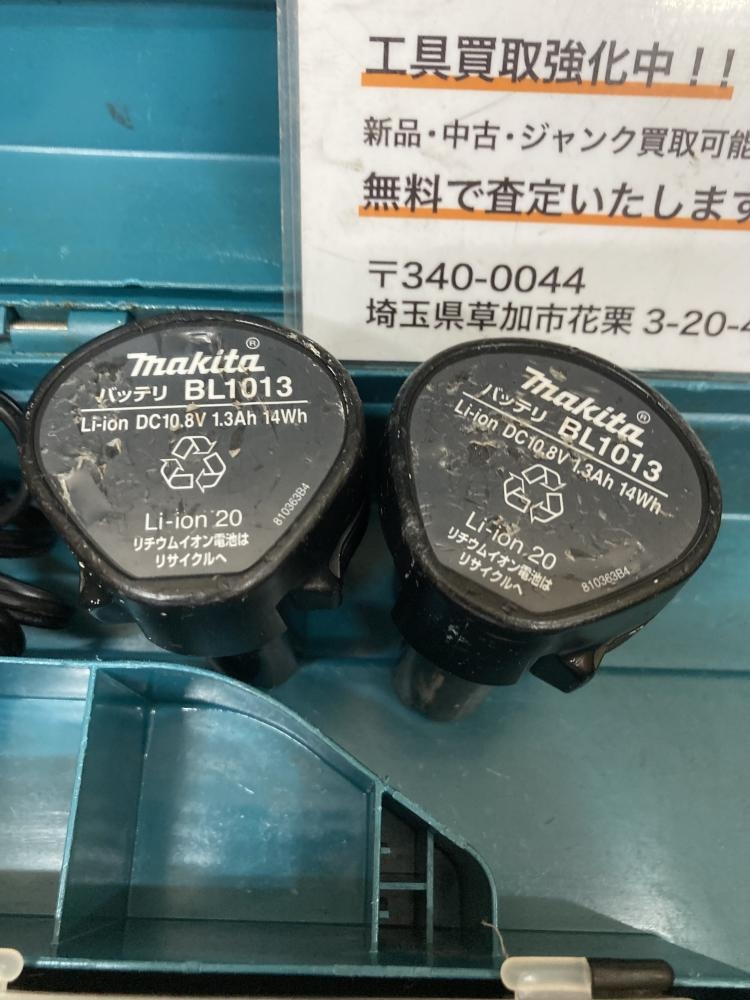 工具買取強化中!!
新品・中古・ジャンク買取可能
無料で査定いたします
〒340-0044
埼玉県草加市花栗 3-20-4
makita®
バッテリ BL1013
Li-ion DC10.8V 1.3Ah 14Wh
Li-ion 20
リチウムイオン電池は
リサイクルへ
810363B4
makita®
バッテリ BL1013
Li-ion DC10.8V 1.3Ah 14Wh
Li-ion 20
リチウムイオン電池は
リサイクルへ
810363B4